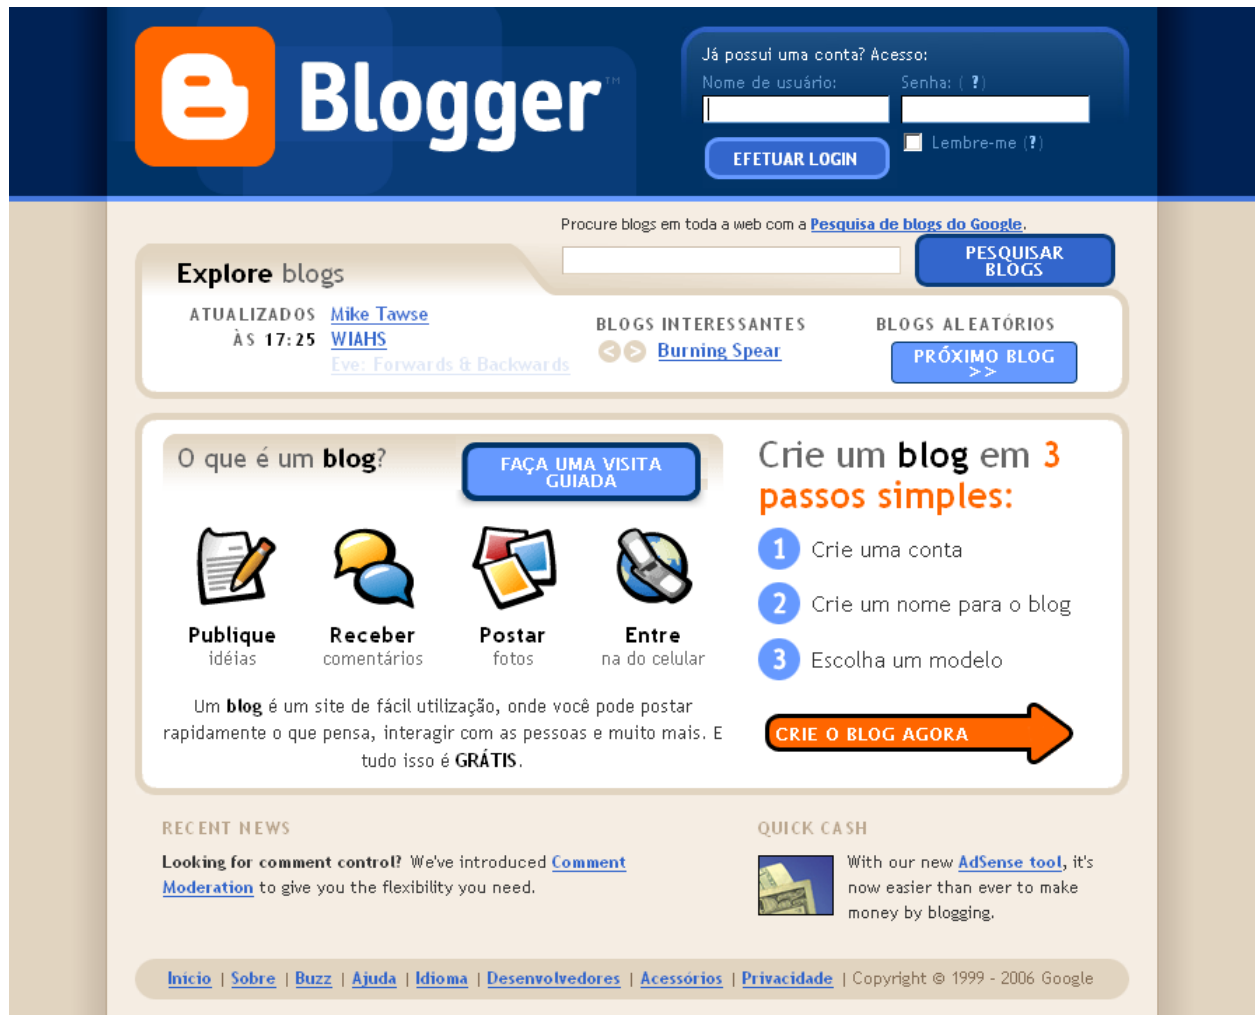 Blogger™
Já possui uma conta? Acesso:
Nome de usuário:
Senha: ( ? )
EFETUAR LOGIN
Lembre-me (?)
Procure blogs em toda a web com a Pesquisa de blogs do Google.
PESQUISAR
BLOGS
Explore blogs
ATUALIZADOS
ÀS 17:25
Mike Tawse
WIAHS
Eve: Forwards & Backwards
BLOGS INTERESSANTES
< > Burning Spear
BLOGS ALEATÓRIOS
PRÓXIMO BLOG
>>
O que é um blog?
FAÇA UMA VISITA
GUIADA
Publique
idéias
Receber
comentários
Postar
fotos
Entre
na do celular
Um blog é um site de fácil utilização, onde você pode postar
rapidamente o que pensa, interagir com as pessoas e muito mais. E
tudo isso é GRÁTIS.
Crie um blog em 3
passos simples:
1 Crie uma conta
2 Crie um nome para o blog
3 Escolha um modelo
CRIE O BLOG AGORA
RECENT NEWS
Looking for comment control? We've introduced Comment
Moderation to give you the flexibility you need.
QUICK CASH
With our new AdSense tool, it's
now easier than ever to make
money by blogging.
Início | Sobre | Buzz | Ajuda | Idioma | Desenvolvedores | Acessórios | Privacidade | Copyright © 1999 - 2006 Google